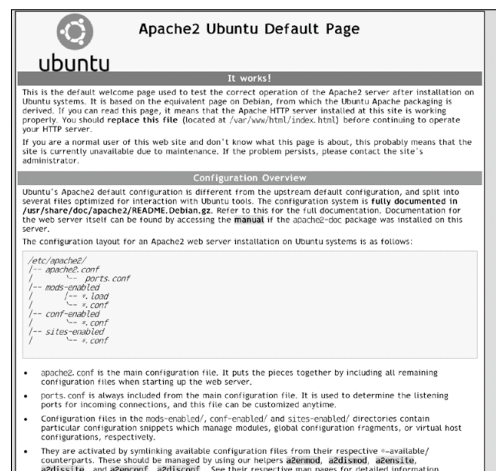 Apache2 Ubuntu Default Page
ubuntu
It works!
This is the default welcome page used to test the correct operation of the Apache2 server after installation on
Ubuntu systems. It is based on the equivalent page on Debian, from which the Ubuntu Apache packaging is
derived. If you can read this page, it means that the Apache HTTP server installed at this site is working
properly. You should replace this file (located at /var/www/html/index.html) before continuing to operate
your HTTP server.
If you are a normal user of this web site and don't know what this page is about, this probably means that the
site is currently unavailable due to maintenance. If the problem persists, please contact the site's
administrator.
Configuration Overview
Ubuntu's Apache2 default configuration is different from the upstream default configuration, and split into
several files optimized for interaction with Ubuntu tools. The configuration system is fully documented in
/usr/share/doc/apache2/README.Debian.gz. Refer to this for the full documentation. Documentation for
the web server itself can be found by accessing the manual if the apache2-doc package was installed on this
server.
The configuration layout for an Apache2 web server installation on Ubuntu systems is as follows:
/etc/apache2/
|-- apache2.conf
|       `--  ports.conf
|-- mods-enabled
|       |-- *.load
|       `-- *.conf
|-- conf-enabled
|       `-- *.conf
|-- sites-enabled
|       `-- *.conf
• apache2.conf is the main configuration file. It puts the pieces together by including all remaining
configuration files when starting up the web server.
• ports.conf is always included from the main configuration file. It is used to determine the listening
ports for incoming connections, and this file can be customized anytime.
• Configuration files in the mods-enabled/, conf-enabled/ and sites-enabled/ directories contain
particular configuration snippets which manage modules, global configuration fragments, or virtual host
configurations, respectively.
• They are activated by symlinking available configuration files from their respective *-available/
counterparts. These should be managed by using our helpers a2enmod, a2dismod, a2ensite,
a2dissite, and a2enconf, a2disconf . See their respective man pages for detailed information.